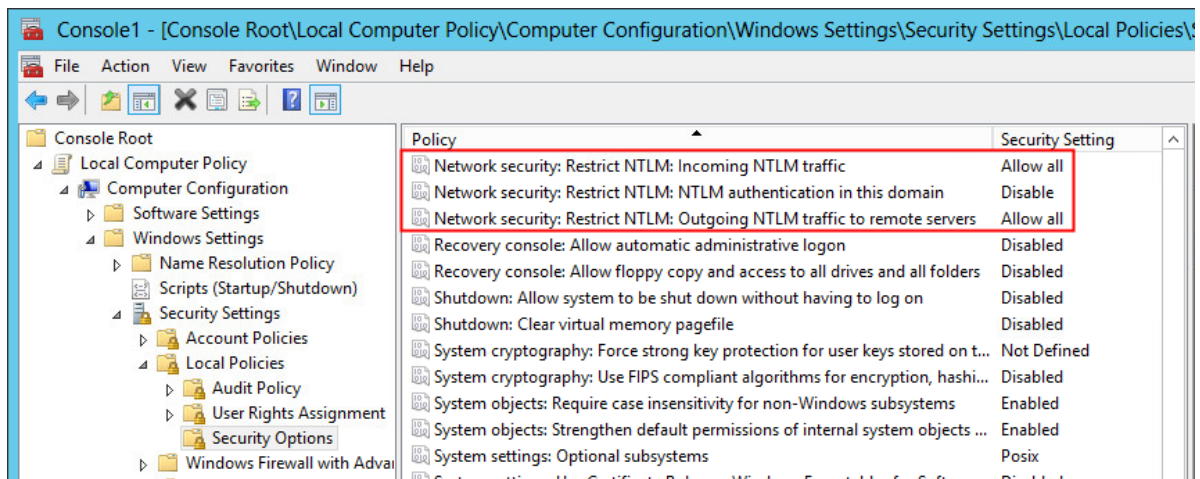 Console1 - [Console Root\Local Computer Policy\Computer Configuration\Windows Settings\Security Settings\Local Policies\
File Action View Favorites Window Help
Console Root
Local Computer Policy
Computer Configuration
Software Settings
Windows Settings
Name Resolution Policy
Scripts (Startup/Shutdown)
Security Settings
Account Policies
Local Policies
Audit Policy
User Rights Assignment
Security Options
Windows Firewall with
Policy Security Setting
Network security: Restrict NTLM: Incoming NTLM traffic Allow all
Network security: Restrict NTLM: NTLM authentication in this domain Disable
Network security: Restrict NTLM: Outgoing NTLM traffic to remote servers Allow all
Recovery console: Allow automatic administrative logon Disabled
Recovery console: Allow floppy copy and access to all drives and all folders Disabled
Shutdown: Allow system to be shut down without having to log on Disabled
Shutdown: Clear virtual memory pagefile Disabled
System cryptography: Force strong key protection for user keys stored on t... Not Defined
System cryptography: Use FIPS compliant algorithms for encryption, hashi... Disabled
System objects: Require case insensitivity for non-Windows subsystems Enabled
System objects: Strengthen default permissions of internal system objects ... Enabled
System settings: Optional subsystems Posix